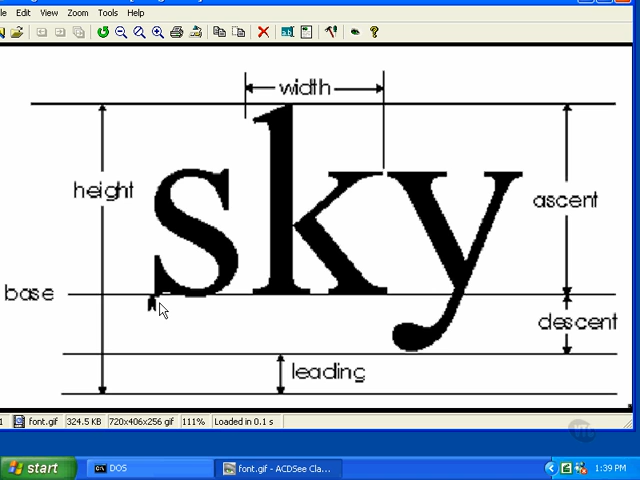 Edit View Zoom Tools Help
width
sky
height
ascent
base
descent
leading
font.gif 324.5 KB 720x406x256 gif 111% Loaded in 0.1 s
start DOS font.gif - ACDSee Cla... 1:39 PM